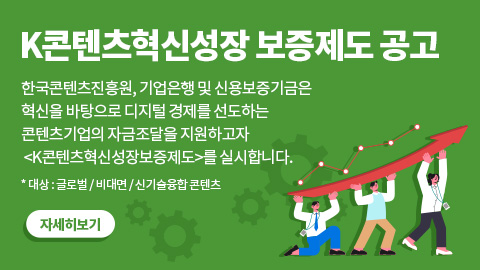 K콘텐츠혁신성장 보증제도 공고
한국콘텐츠진흥원, 기업은행 및 신용보증기금은
혁신을 바탕으로 디지털 경제를 선도하는
콘텐츠기업의 자금조달을 지원하고자
<K콘텐츠혁신성장보증제도>를 실시합니다.
* 대상 : 글로벌 / 비대면 / 신기술융합 콘텐츠
자세히보기